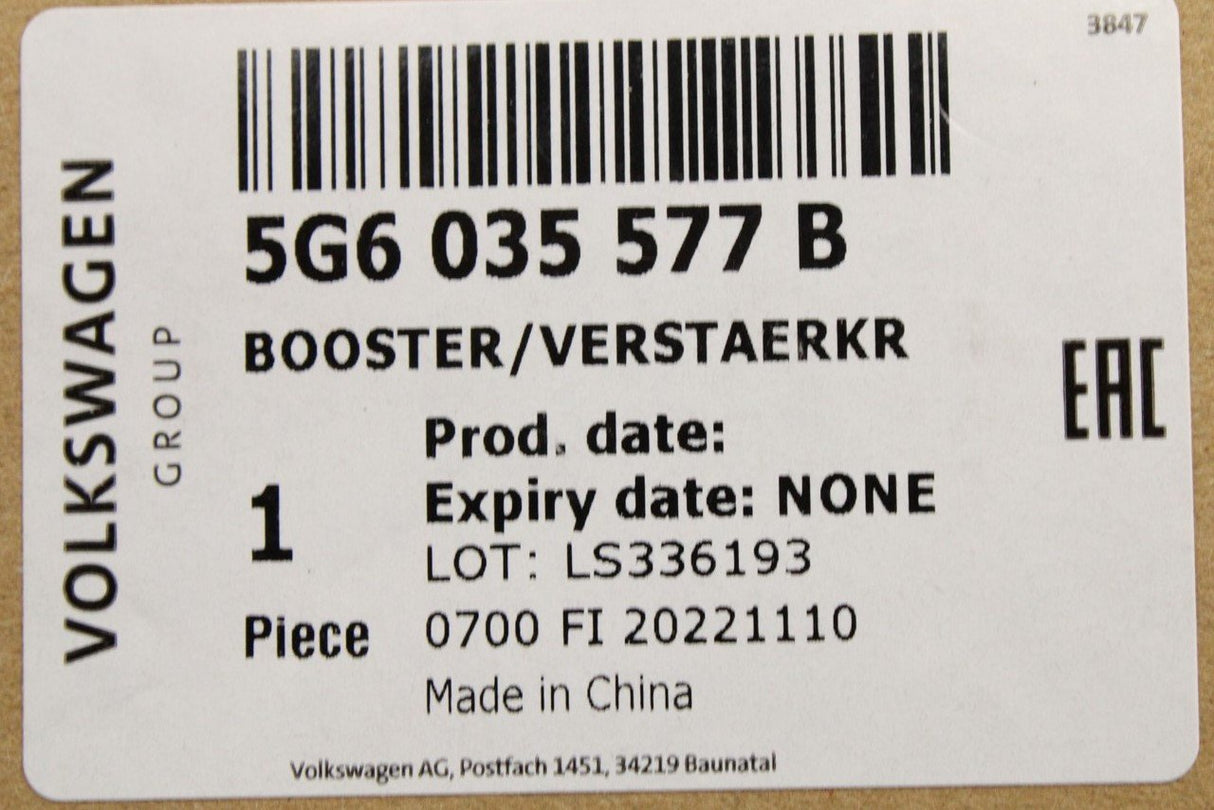 3847
VOLKSWAGEN
GROUP
5G6 035 577 B
BOOSTER/VERSTAERKR
EAC
Prod. date:
Expiry date: NONE
1
LOT: LS336193
Piece
0700 FI 20221110
Made in China
Volkswagen AG, Postfach 1451, 34219 Baunatal